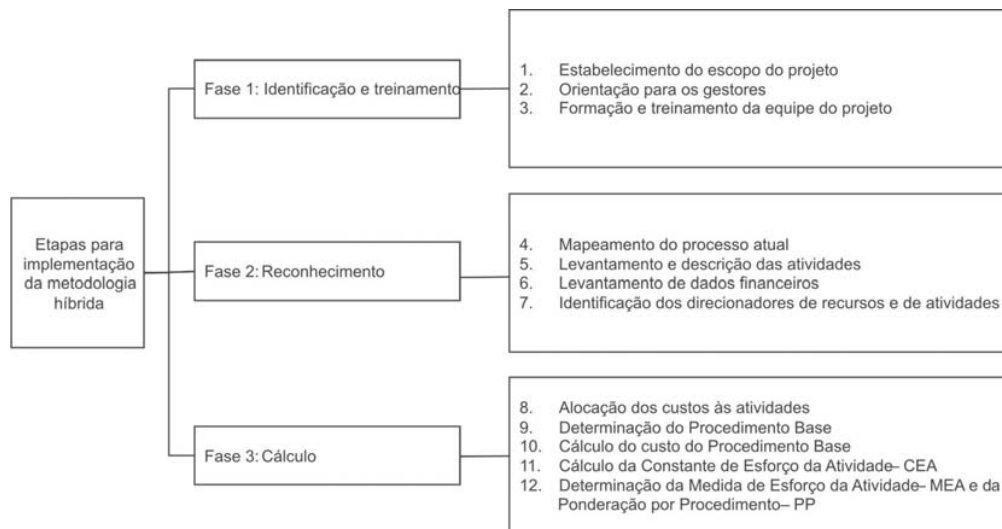 Etapas para
implementação
da metodologia
híbrida
Fase 1: Identificação e treinamento
1. Estabelecimento do escopo do projeto
2. Orientação para os gestores
3. Formação e treinamento da equipe do projeto
Fase 2: Reconhecimento
4. Mapeamento do processo atual
5. Levantamento e descrição das atividades
6. Levantamento de dados financeiros
7. Identificação dos direcionadores de recursos e de atividades
Fase 3: Cálculo
8. Alocação dos custos às atividades
9. Determinação do Procedimento Base
10. Cálculo do custo do Procedimento Base
11. Cálculo da Constante de Esforço da Atividade– CEA
12. Determinação da Medida de Esforço da Atividade– MEA e da
Ponderação por Procedimento– PP